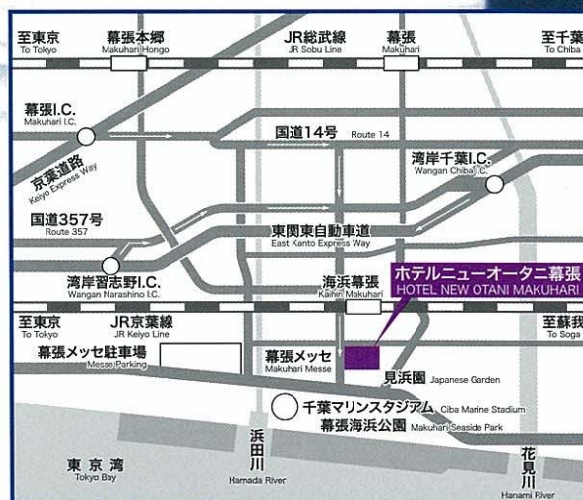 至東京
To Tokyo
幕張本郷
Makuhari Hongo
JR総武線
JR Sobu Line
幕張
Makuhari
至千葉
To Chiba
幕張I.C.
Makuhari I.C.
国道14号 Route 14
湾岸千葉I.C.
Wangan Chiba I.C.
京葉道路
Keiyo Express Way
国道357号
Route 357
東関東自動車道
East Kanto Express Way
湾岸習志野I.C.
Wangan Narashino I.C.
海浜幕張
Kaihin Makuhari
ホテルニューオータニ幕張
HOTEL NEW OTANI MAKUHARI
至東京
To Tokyo
JR京葉線
JR Keiyo Line
至蘇我
To Soga
幕張メッセ駐車場
Messe Parking
幕張メッセ
Makuhari Messe
見浜園 Japanese Garden
千葉マリンスタジアム Ciba Marine Stadium
幕張海浜公園 Makuhari Seaside Park
東京湾
Tokyo Bay
浜田川
Hamada River
花見川
Hanami River